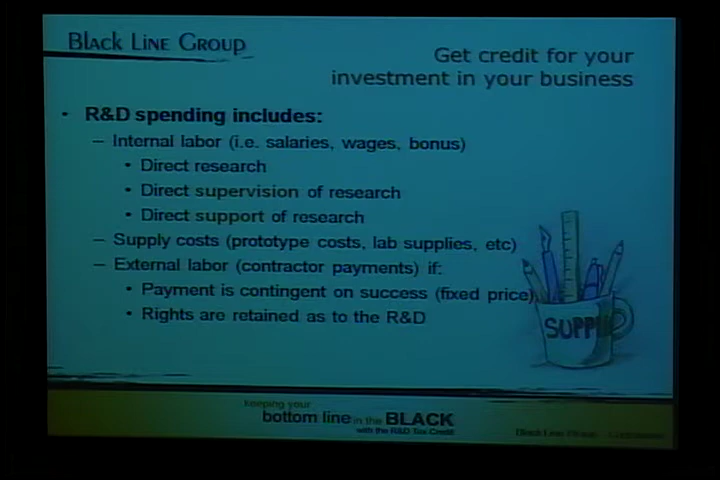 BLACK LINE GROUP
Get credit for your
investment in your business
• R&D spending includes:
– Internal labor (i.e. salaries, wages, bonus)
• Direct research
• Direct supervision of research
• Direct support of research
– Supply costs (prototype costs, lab supplies, etc)
– External labor (contractor payments) if:
• Payment is contingent on success (fixed price)
• Rights are retained as to the R&D
SUPPL
keeping your
bottom line in the BLACK
with the R&D Tax Credit
Black Line Group